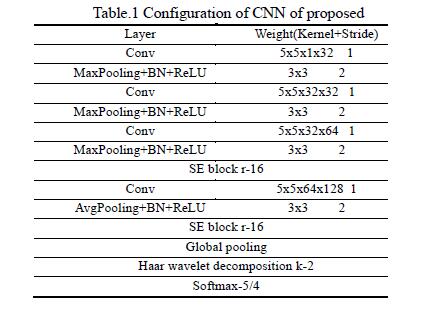 Table.1 Configuration of CNN of proposed
Layer Weight(Kernel+Stride)
Conv 5x5x1x32 1
MaxPooling+BN+ReLU 3x3 2
Conv 5x5x32x32 1
MaxPooling+BN+ReLU 3x3 2
Conv 5x5x32x64 1
MaxPooling+BN+ReLU 3x3 2
SE block r-16
Conv 5x5x64x128 1
AvgPooling+BN+ReLU 3x3 2
SE block r-16
Global pooling
Haar wavelet decomposition k-2
Softmax-5/4